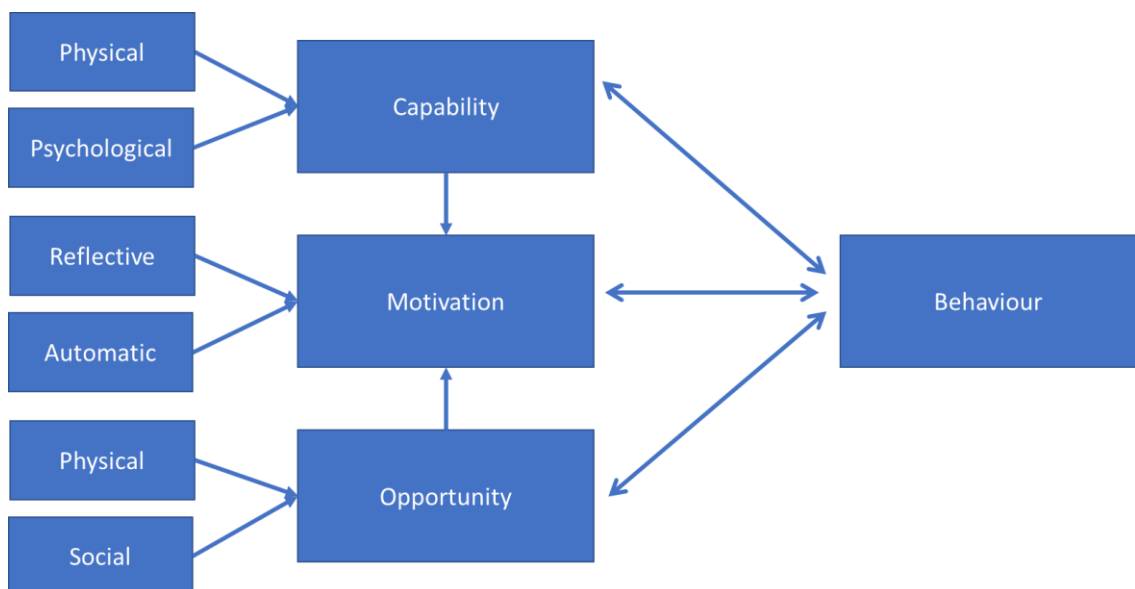 Physical
Psychological
Capability
Reflective
Automatic
Motivation
Behaviour
Physical
Social
Opportunity